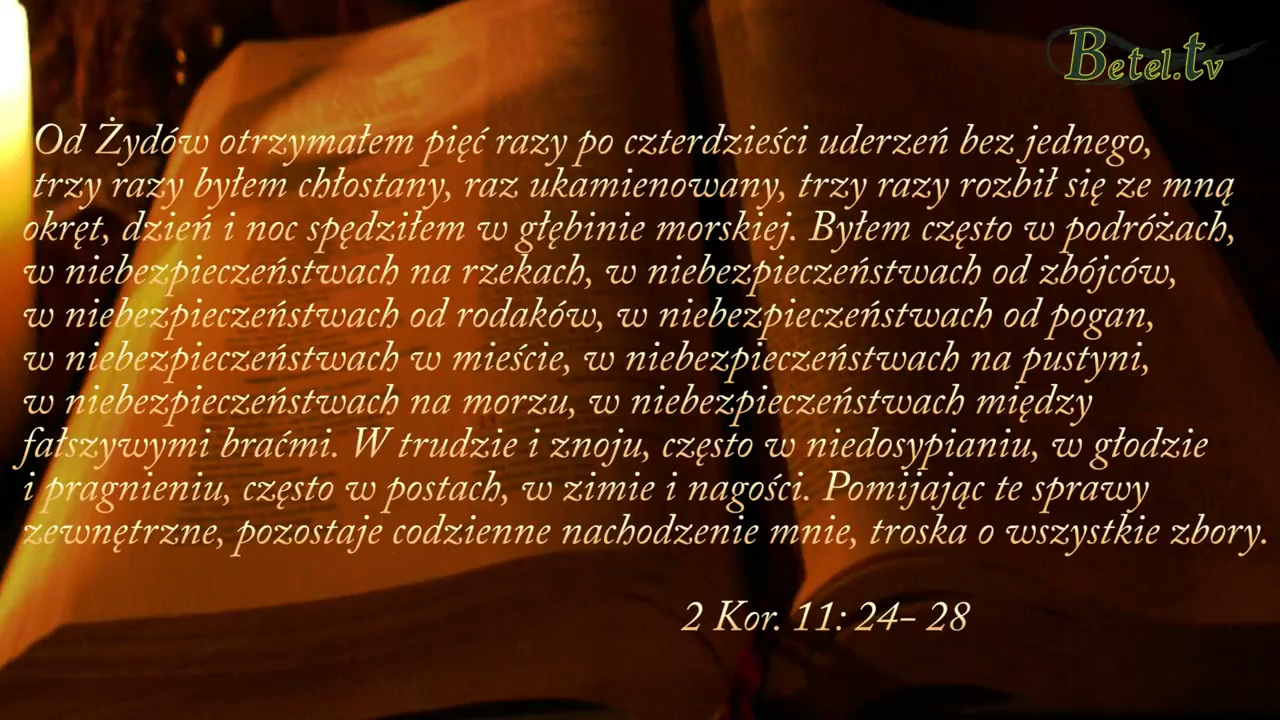 Betel.tv
Od Żydów otrzymałem pięć razy po czterdzieści uderzeń bez jednego,
trzy razy byłem chłostany, raz ukamienowany, trzy razy rozbił się ze mną
okręt, dzień i noc spędziłem w głębinie morskiej. Byłem często w podróżach,
w niebezpieczeństwach na rzekach, w niebezpieczeństwach od zbójców,
w niebezpieczeństwach od rodaków, w niebezpieczeństwach od pogan,
w niebezpieczeństwach w mieście, w niebezpieczeństwach na pustyni,
w niebezpieczeństwach na morzu, w niebezpieczeństwach między
fałszywymi braćmi. W trudzie i znoju, często w niedosypianiu, w głodzie
i pragnieniu, często w postach, w zimie i nagości. Pomijając te sprawy
zewnętrzne, pozostaje codzienne nachodzenie mnie, troska o wszystkie zbory.
2 Kor. 11: 24– 28